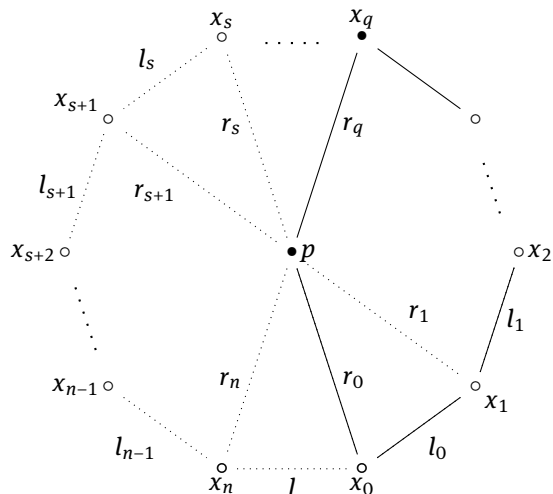 x_s
x_q
l_s
x_{s+1}
r_s
r_q
l_{s+1}
r_{s+1}
x_{s+2}
p
x_2
r_1
l_1
r_n
r_0
x_{n-1}
x_1
l_{n-1}
l_0
x_n
l
x_0